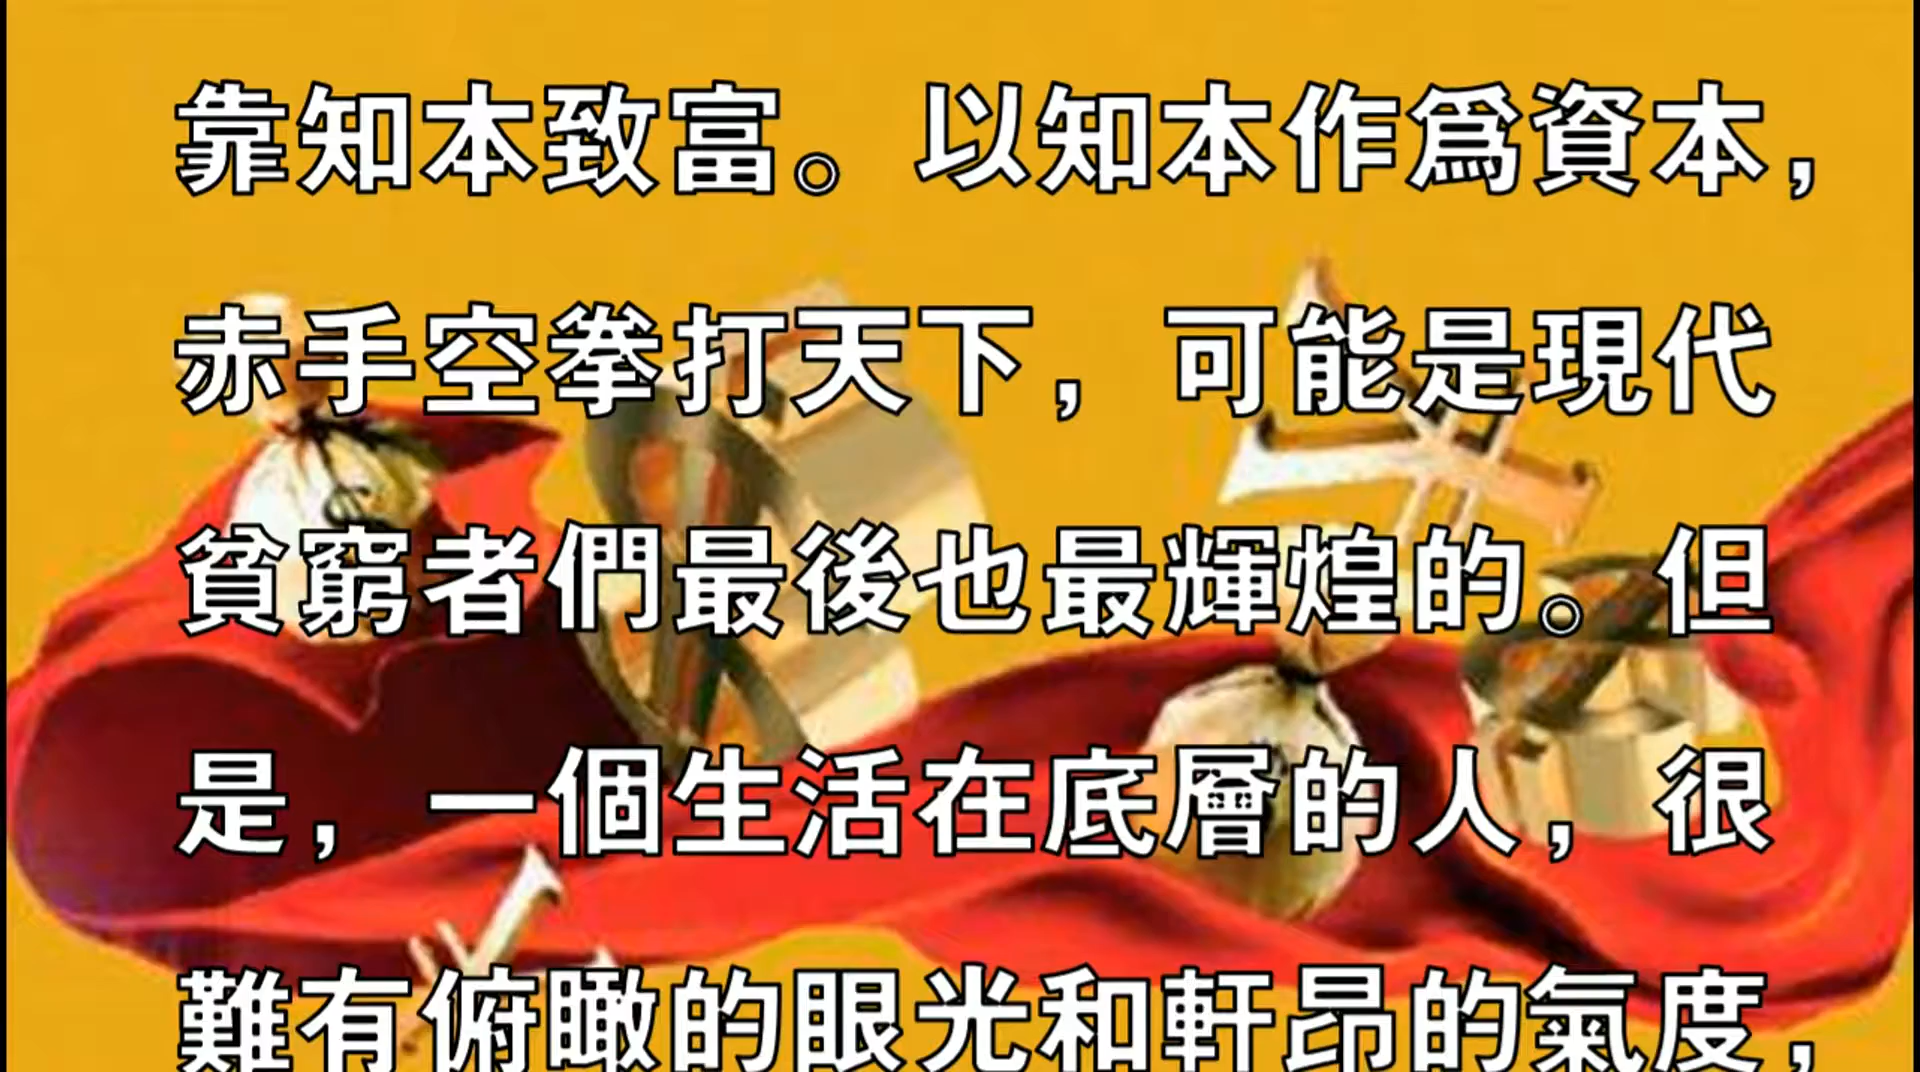 靠知本致富。以知本作爲資本，
赤手空拳打天下，可能是現代
貧窮者們最後也最輝煌的。但
是，一個生活在底層的人，很
難有俯瞰的眼光和軒昂的氣度，